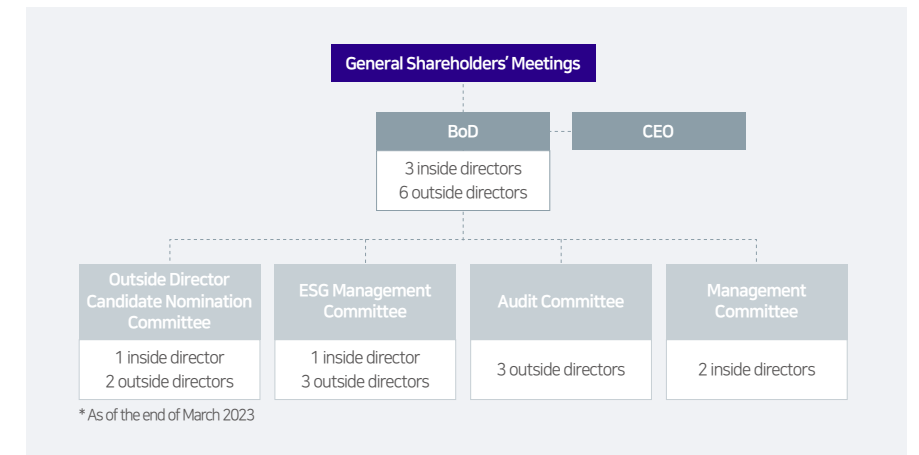 General Shareholders' Meetings
BoD
CEO
3 inside directors
6 outside directors
Outside Director
Candidate Nomination
Committee
1 inside director
2 outside directors
ESG Management
Committee
1 inside director
3 outside directors
Audit Committee
3 outside directors
Management
Committee
2 inside directors
* As of the end of March 2023